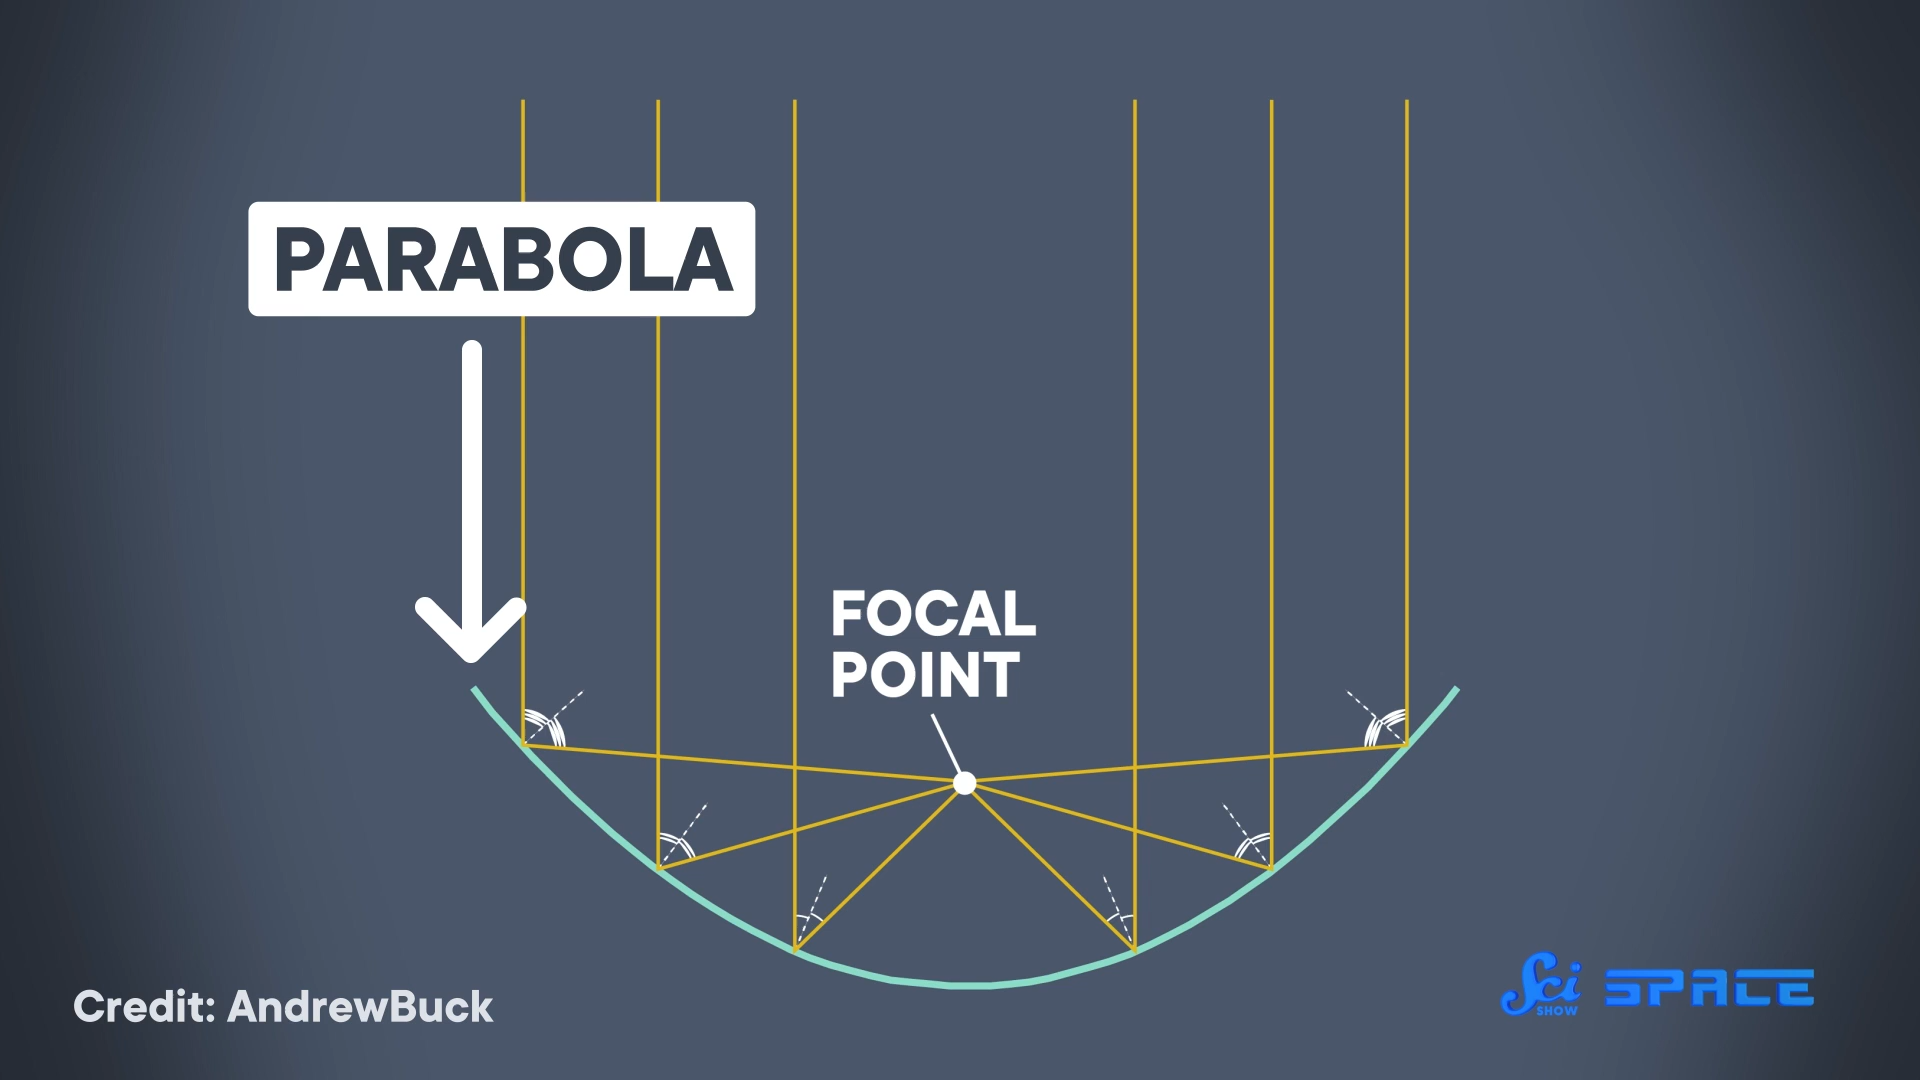 PARABOLA
FOCAL
POINT
Credit: AndrewBuck
Sci SHOW SPACE